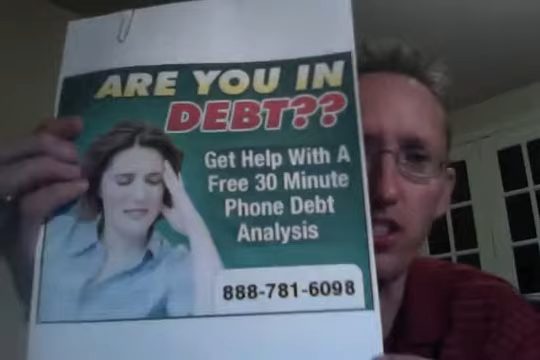 ARE YOU IN
DEBT??
Get Help With A
Free 30 Minute
Phone Debt
Analysis
888-781-6098